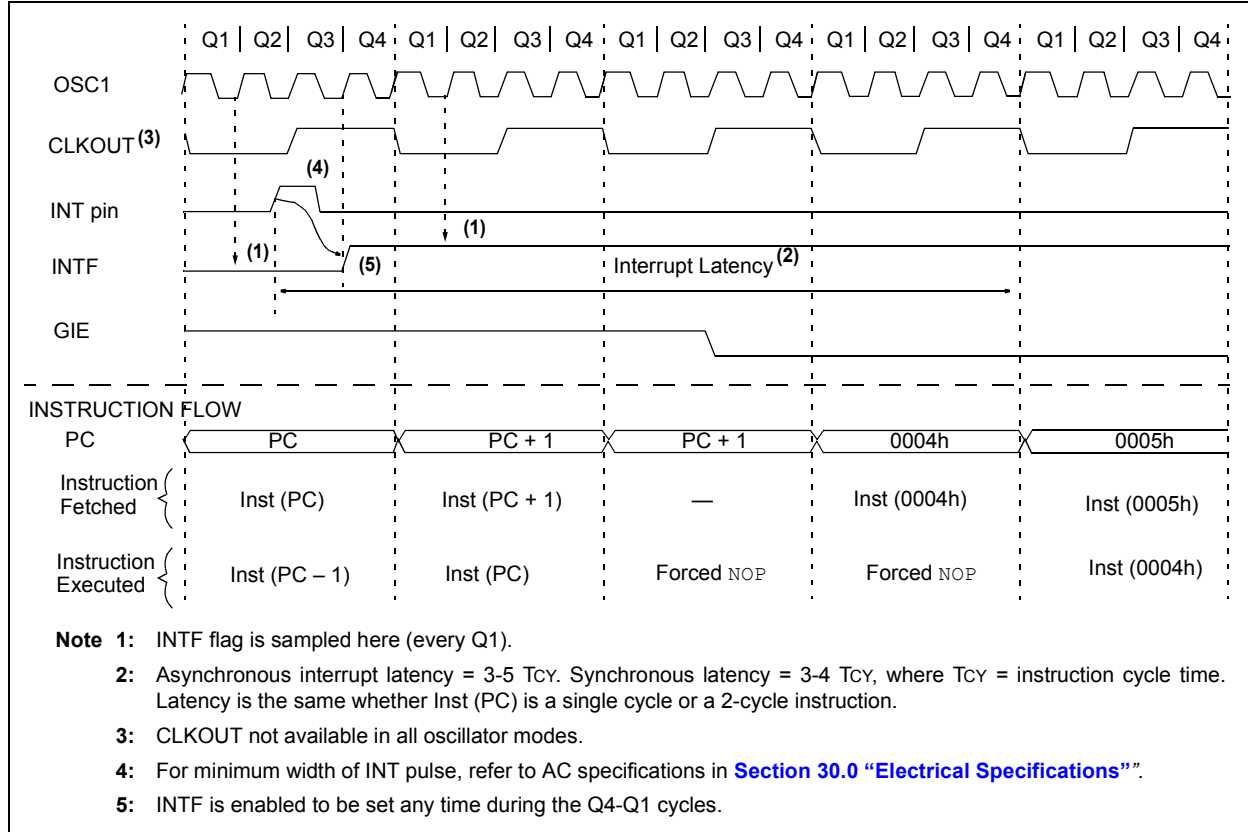 Q1 Q2 Q3 Q4 Q1 Q2 Q3 Q4 Q1 Q2 Q3 Q4 Q1 Q2 Q3 Q4 Q1 Q2 Q3 Q4
OSC1
CLKOUT (3)
(4)
INT pin
(1) (1)
INTF (5) Interrupt Latency (2)
GIE
INSTRUCTION FLOW
PC PC PC + 1 PC + 1 0004h 0005h
Instruction
Fetched Inst (PC) Inst (PC + 1) — Inst (0004h) Inst (0005h)
Instruction
Executed Inst (PC – 1) Inst (PC) Forced NOP Forced NOP Inst (0004h)
Note 1: INTF flag is sampled here (every Q1).
2: Asynchronous interrupt latency = 3-5 TCY. Synchronous latency = 3-4 TCY, where TCY = instruction cycle time.
Latency is the same whether Inst (PC) is a single cycle or a 2-cycle instruction.
3: CLKOUT not available in all oscillator modes.
4: For minimum width of INT pulse, refer to AC specifications in Section 30.0 “Electrical Specifications””.
5: INTF is enabled to be set any time during the Q4-Q1 cycles.